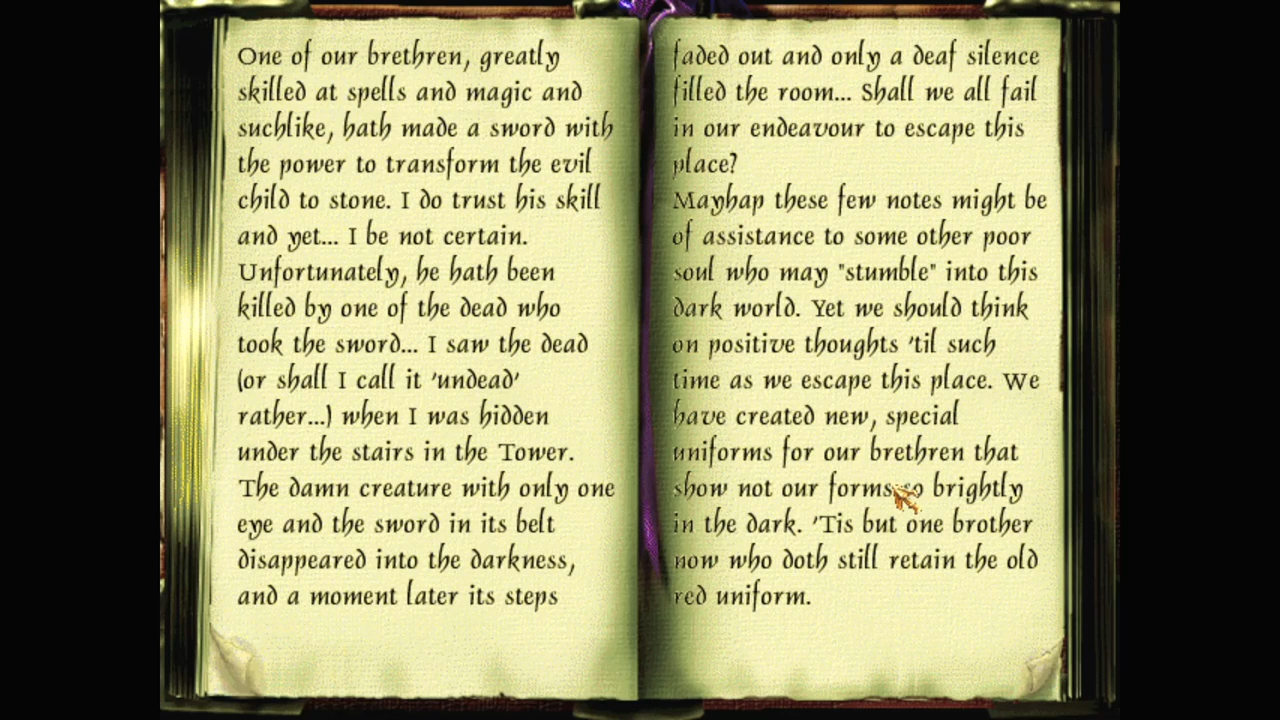 One of our brethren, greatly
skilled at spells and magic and
suchlike, hath made a sword with
the power to transform the evil
child to stone. I do trust his skill
and yet... I be not certain.
Unfortunately, he hath been
killed by one of the dead who
took the sword... I saw the dead
(or shall I call it 'undead'
rather...) when I was hidden
under the stairs in the Tower.
The damn creature with only one
eye and the sword in its belt
disappeared into the darkness,
and a moment later its steps
faded out and only a deaf silence
filled the room... Shall we all fail
in our endeavour to escape this
place?
Mayhap these few notes might be
of assistance to some other poor
soul who may "stumble" into this
dark world. Yet we should think
on positive thoughts 'til such
time as we escape this place. We
have created new, special
uniforms for our brethren that
show not our forms so brightly
in the dark. 'Tis but one brother
now who doth still retain the old
red uniform.